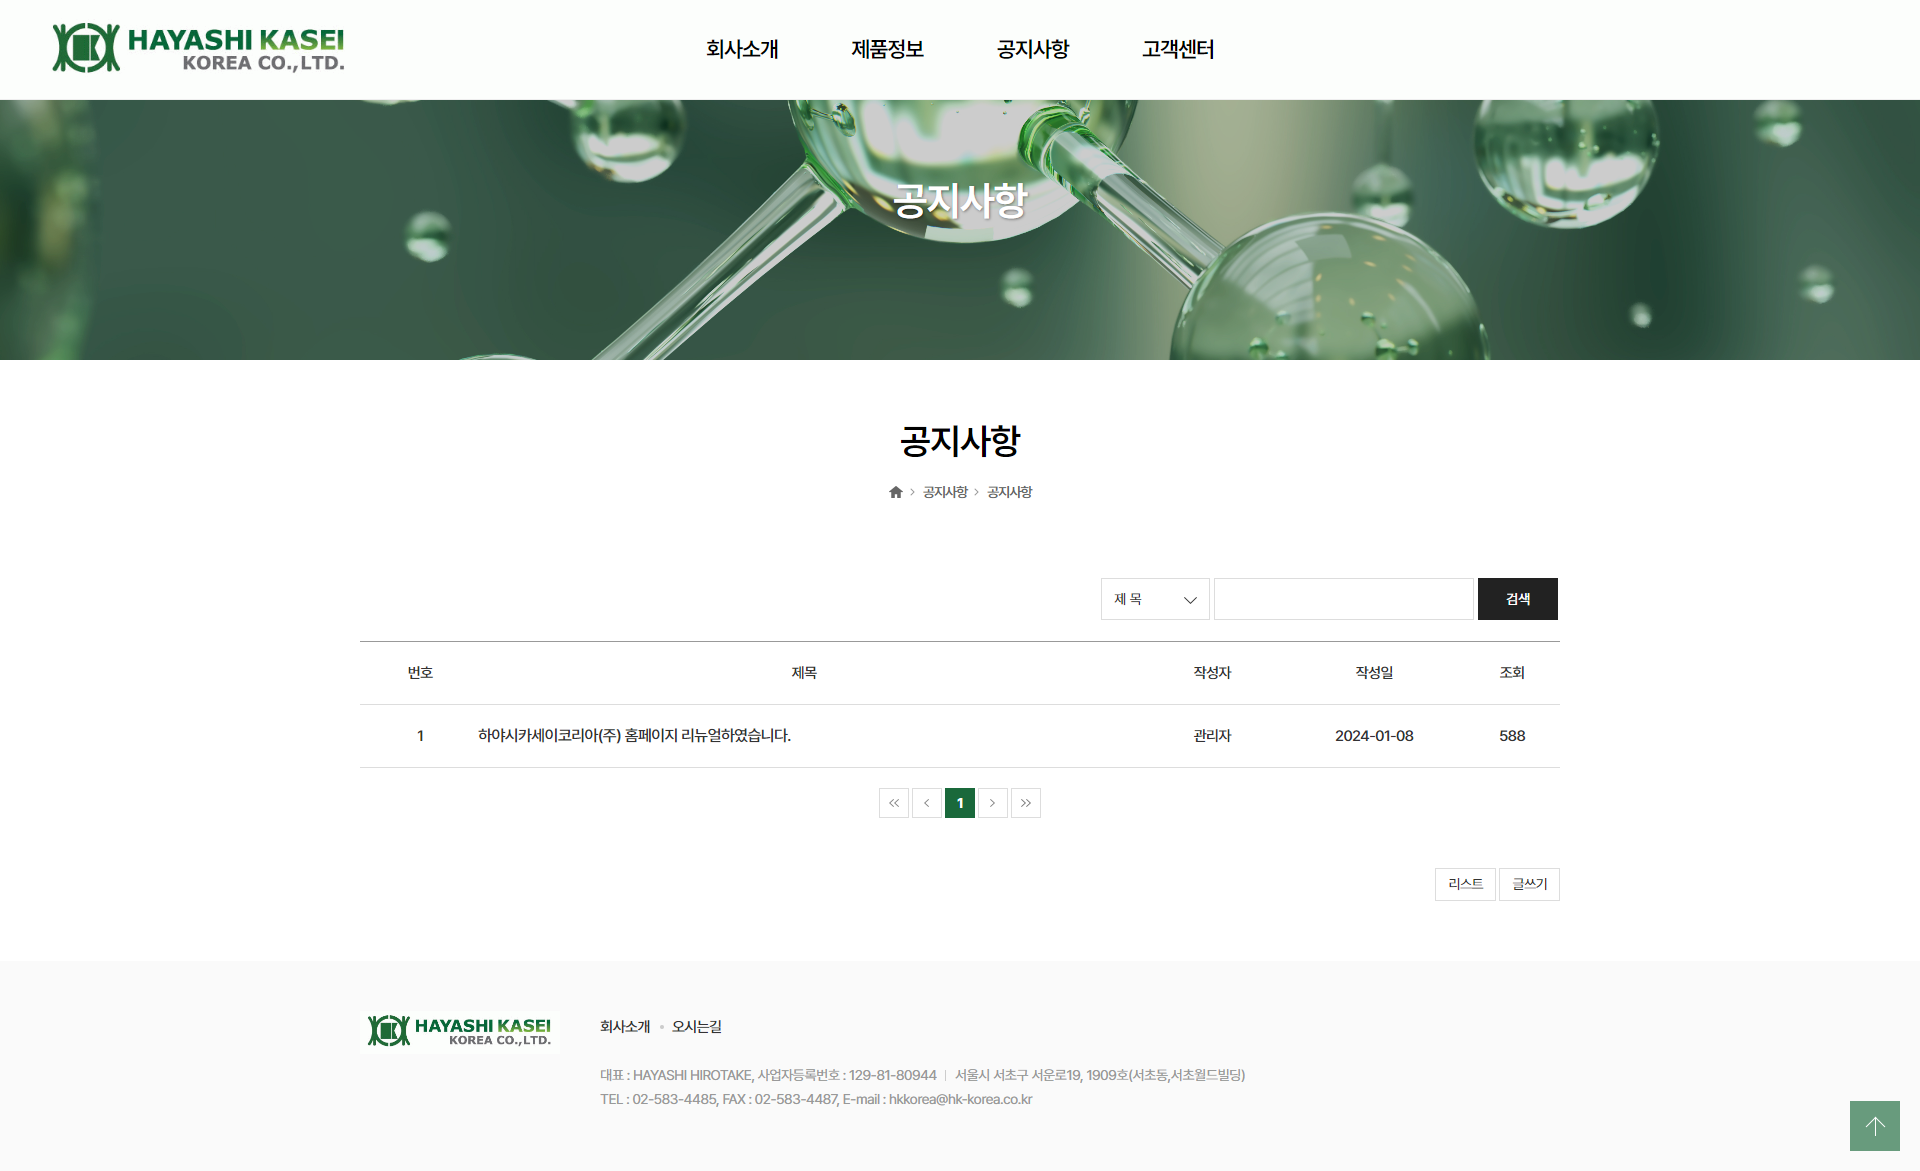 HAYASHI KASEI
KOREA CO.,LTD.
회사소개 제품정보 공지사항 고객센터
공지사항
공지사항
공지사항 > 공지사항
제 목 검색
번호 제목 작성자 작성일 조회
1 하야시카세이코리아(주) 홈페이지 리뉴얼하였습니다. 관리자 2024-01-08 588
1
리스트 글쓰기
HAYASHI KASEI
KOREA CO.,LTD.
회사소개 • 오시는길
대표 : HAYASHI HIROTAKE, 사업자등록번호 : 129-81-80944 | 서울시 서초구 서운로19, 1909호(서초동,서초월드빌딩)
TEL : 02-583-4485, FAX : 02-583-4487, E-mail : hkkorea@hk-korea.co.kr